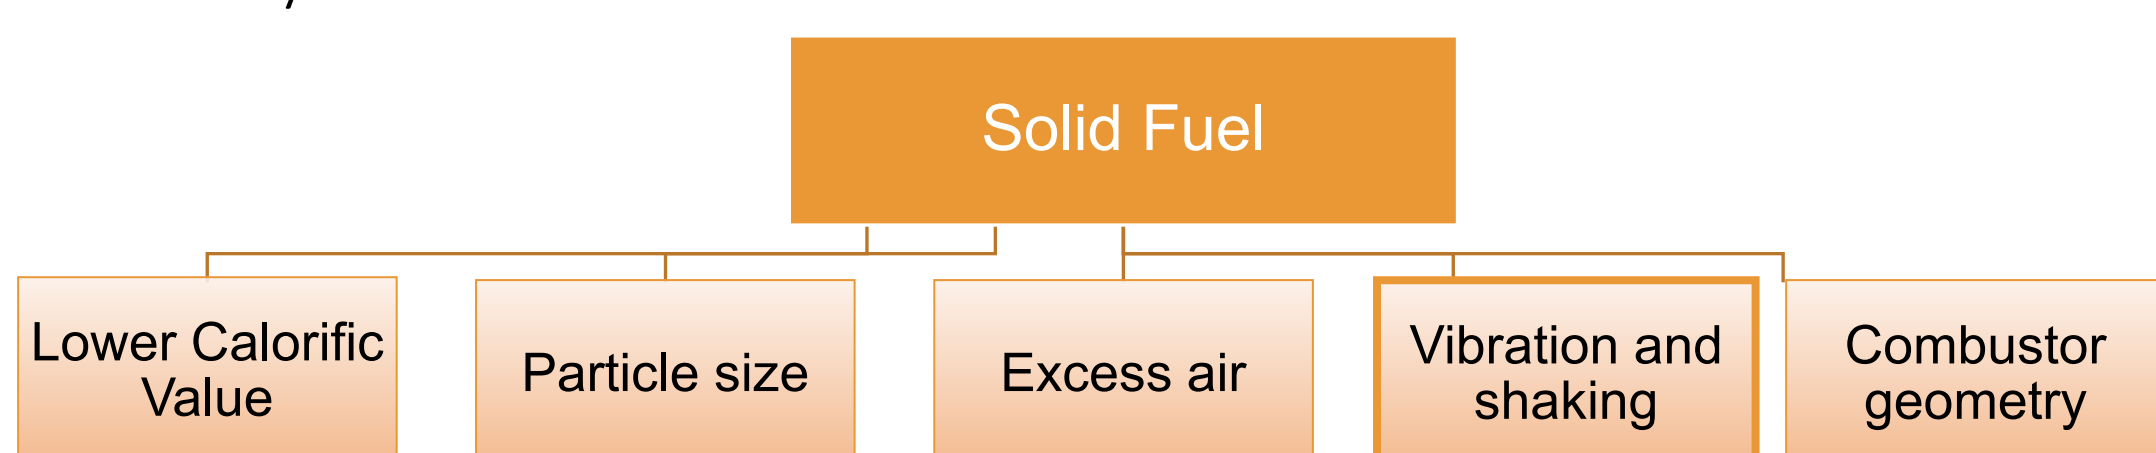 Solid Fuel
Lower Calorific
Value
Particle size
Excess air
Vibration and
shaking
Combustor
geometry